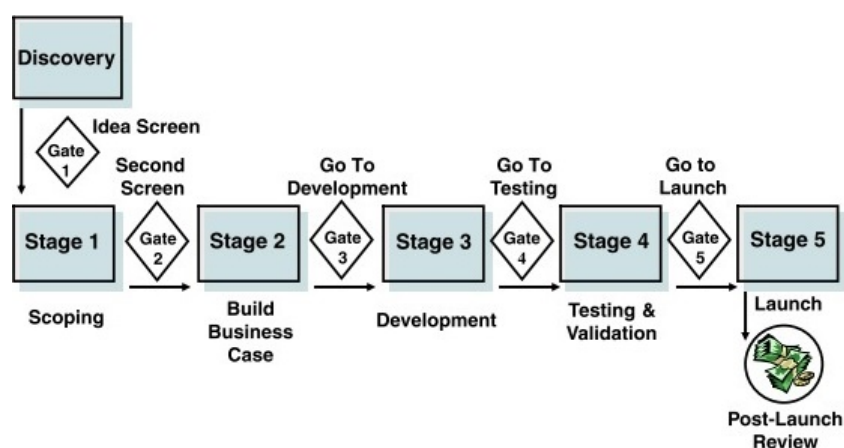 Discovery
Idea Screen
Gate
1
Second
Screen
Go To
Development
Go To
Testing
Go to
Launch
Stage 1
Gate
2
Stage 2
Gate
3
Stage 3
Gate
4
Stage 4
Gate
5
Stage 5
Scoping
Build
Business
Case
Development
Testing &
Validation
Launch
Post-Launch
Review